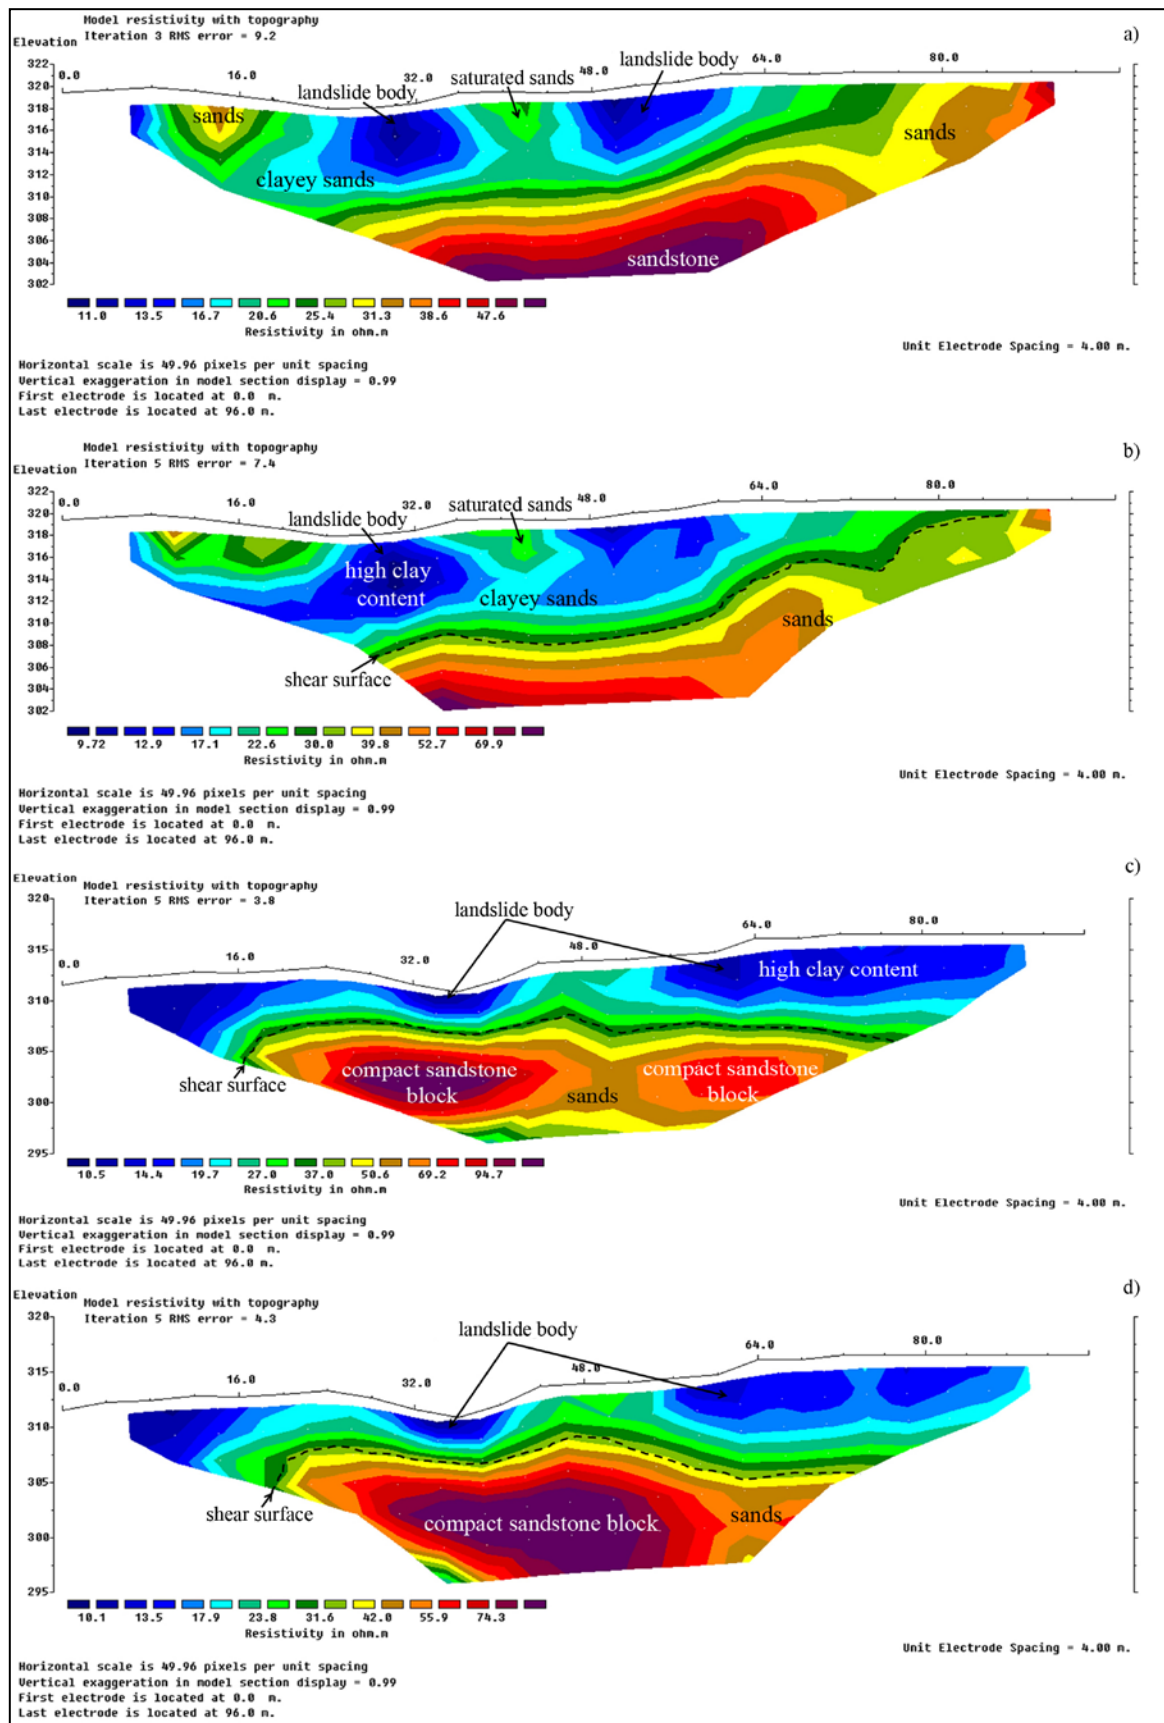 Model resistivity with topography
Iteration 3 RMS error = 9.2
a)
Elevation
322
320
318
316
314
312
310
308
306
304
302
0.0 16.0 32.0 48.0 64.0 80.0
landslide body
saturated sands
landslide body
sands
clayey sands
sands
sandstone
11.0 13.5 16.7 20.6 25.4 31.3 38.6 47.6
Resistivity in ohm.m
Unit Electrode Spacing = 4.00 m.
Horizontal scale is 49.96 pixels per unit spacing
Vertical exaggeration in model section display = 0.99
First electrode is located at 0.0 m.
Last electrode is located at 96.0 m.
Model resistivity with topography
Iteration 5 RMS error = 7.4
b)
Elevation
322
320
318
316
314
312
310
308
306
304
302
0.0 16.0 32.0 48.0 64.0 80.0
landslide body
saturated sands
high clay
content
clayey sands
sands
shear surface
9.72 12.9 17.1 22.6 30.0 39.8 52.7 69.9
Resistivity in ohm.m
Unit Electrode Spacing = 4.00 m.
Horizontal scale is 49.96 pixels per unit spacing
Vertical exaggeration in model section display = 0.99
First electrode is located at 0.0 m.
Last electrode is located at 96.0 m.
c)
Elevation
Model resistivity with topography
Iteration 5 RMS error = 3.8
320
315
310
305
300
295
0.0 16.0 32.0 48.0 64.0 80.0
landslide body
high clay content
shear surface
compact sandstone
block
sands
compact sandstone
block
10.5 14.4 19.7 27.0 37.0 50.6 69.2 94.7
Resistivity in ohm.m
Unit Electrode Spacing = 4.00 m.
Horizontal scale is 49.96 pixels per unit spacing
Vertical exaggeration in model section display = 0.99
First electrode is located at 0.0 m.
Last electrode is located at 96.0 m.
d)
Elevation
Model resistivity with topography
Iteration 5 RMS error = 4.3
320
315
310
305
300
295
0.0 16.0 32.0 48.0 64.0 80.0
landslide body
shear surface
compact sandstone block
sands
10.1 13.5 17.9 23.8 31.6 42.0 55.9 74.3
Resistivity in ohm.m
Unit Electrode Spacing = 4.00 m.
Horizontal scale is 49.96 pixels per unit spacing
Vertical exaggeration in model section display = 0.99
First electrode is located at 0.0 m.
Last electrode is located at 96.0 m.